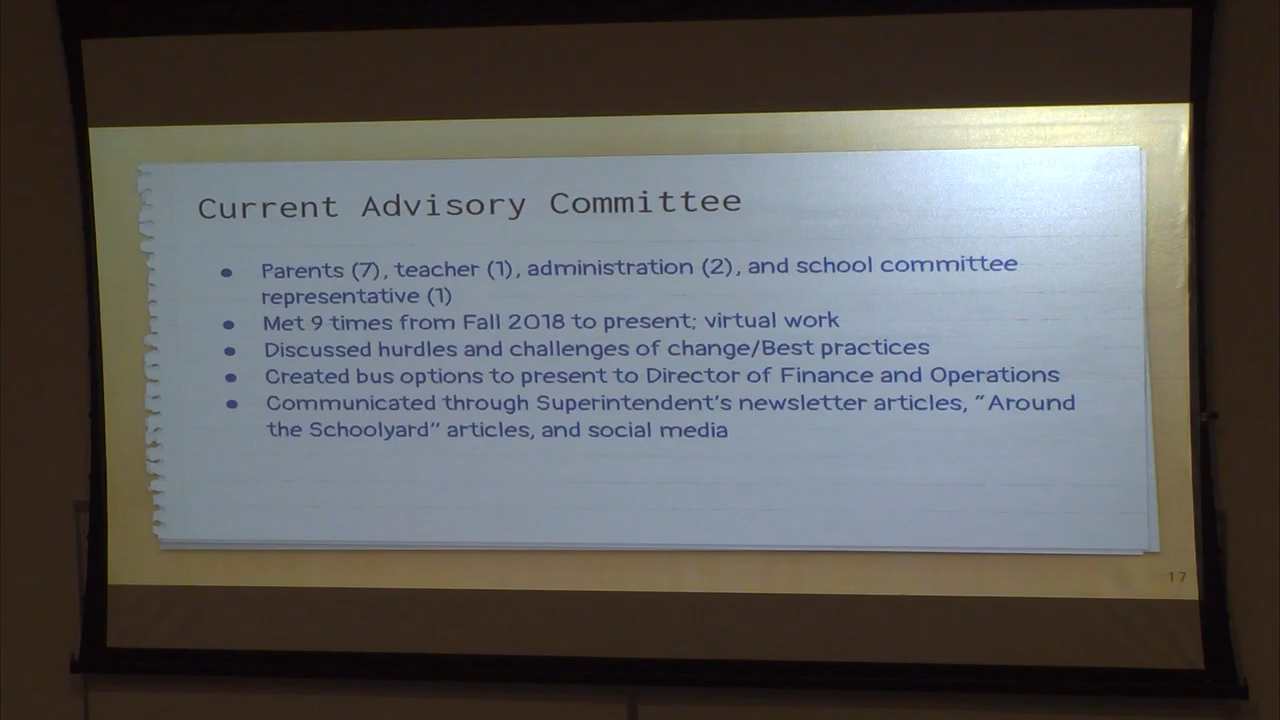 Current Advisory Committee
● Parents (7), teacher (1), administration (2), and school committee
representative (1)
● Met 9 times from Fall 2018 to present; virtual work
● Discussed hurdles and challenges of change/Best practices
● Created bus options to present to Director of Finance and Operations
● Communicated through Superintendent's newsletter articles, "Around
the Schoolyard" articles, and social media
17